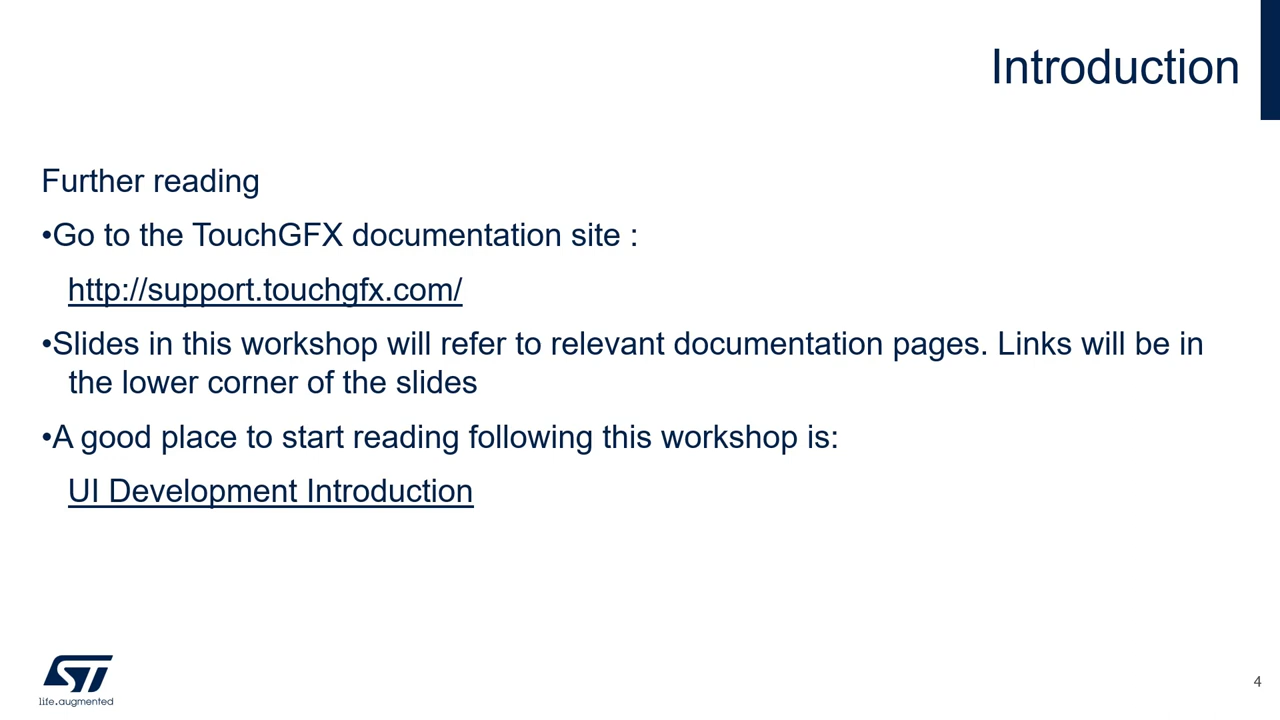 Introduction
Further reading
•Go to the TouchGFX documentation site :
http://support.touchgfx.com/
•Slides in this workshop will refer to relevant documentation pages. Links will be in
the lower corner of the slides
•A good place to start reading following this workshop is:
UI Development Introduction
ST
life.augmented
4